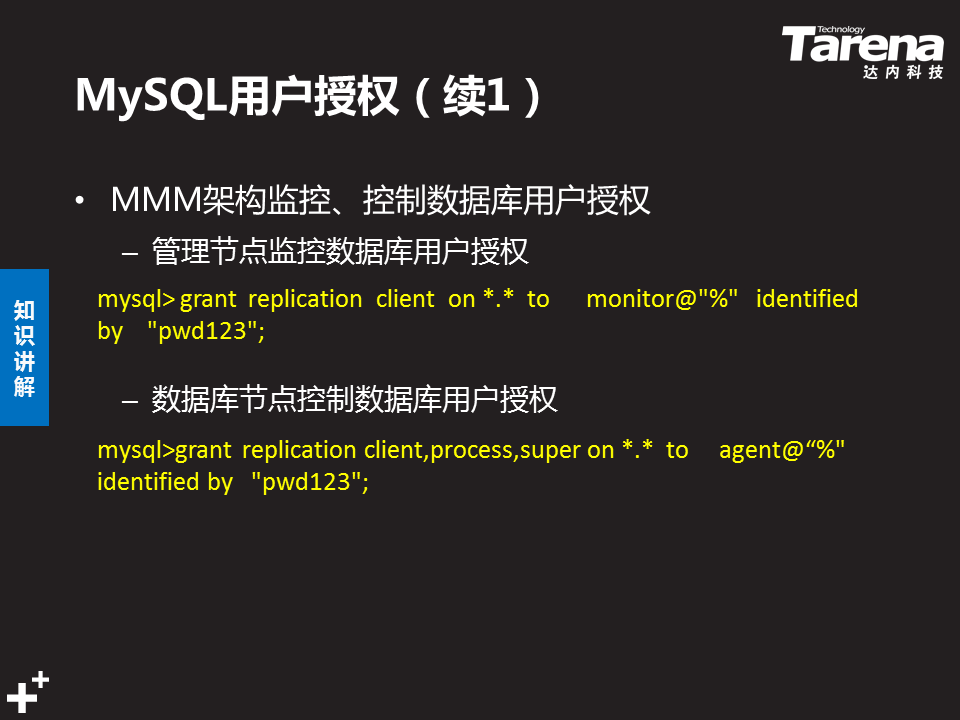 Technology
Tarena
达内科技
MySQL用户授权（续1）
• MMM架构监控、控制数据库用户授权
– 管理节点监控数据库用户授权
mysql> grant replication client on *.* to monitor@"%" identified
by "pwd123";
知识讲解
– 数据库节点控制数据库用户授权
mysql>grant replication client,process,super on *.* to agent@“%"
identified by "pwd123";